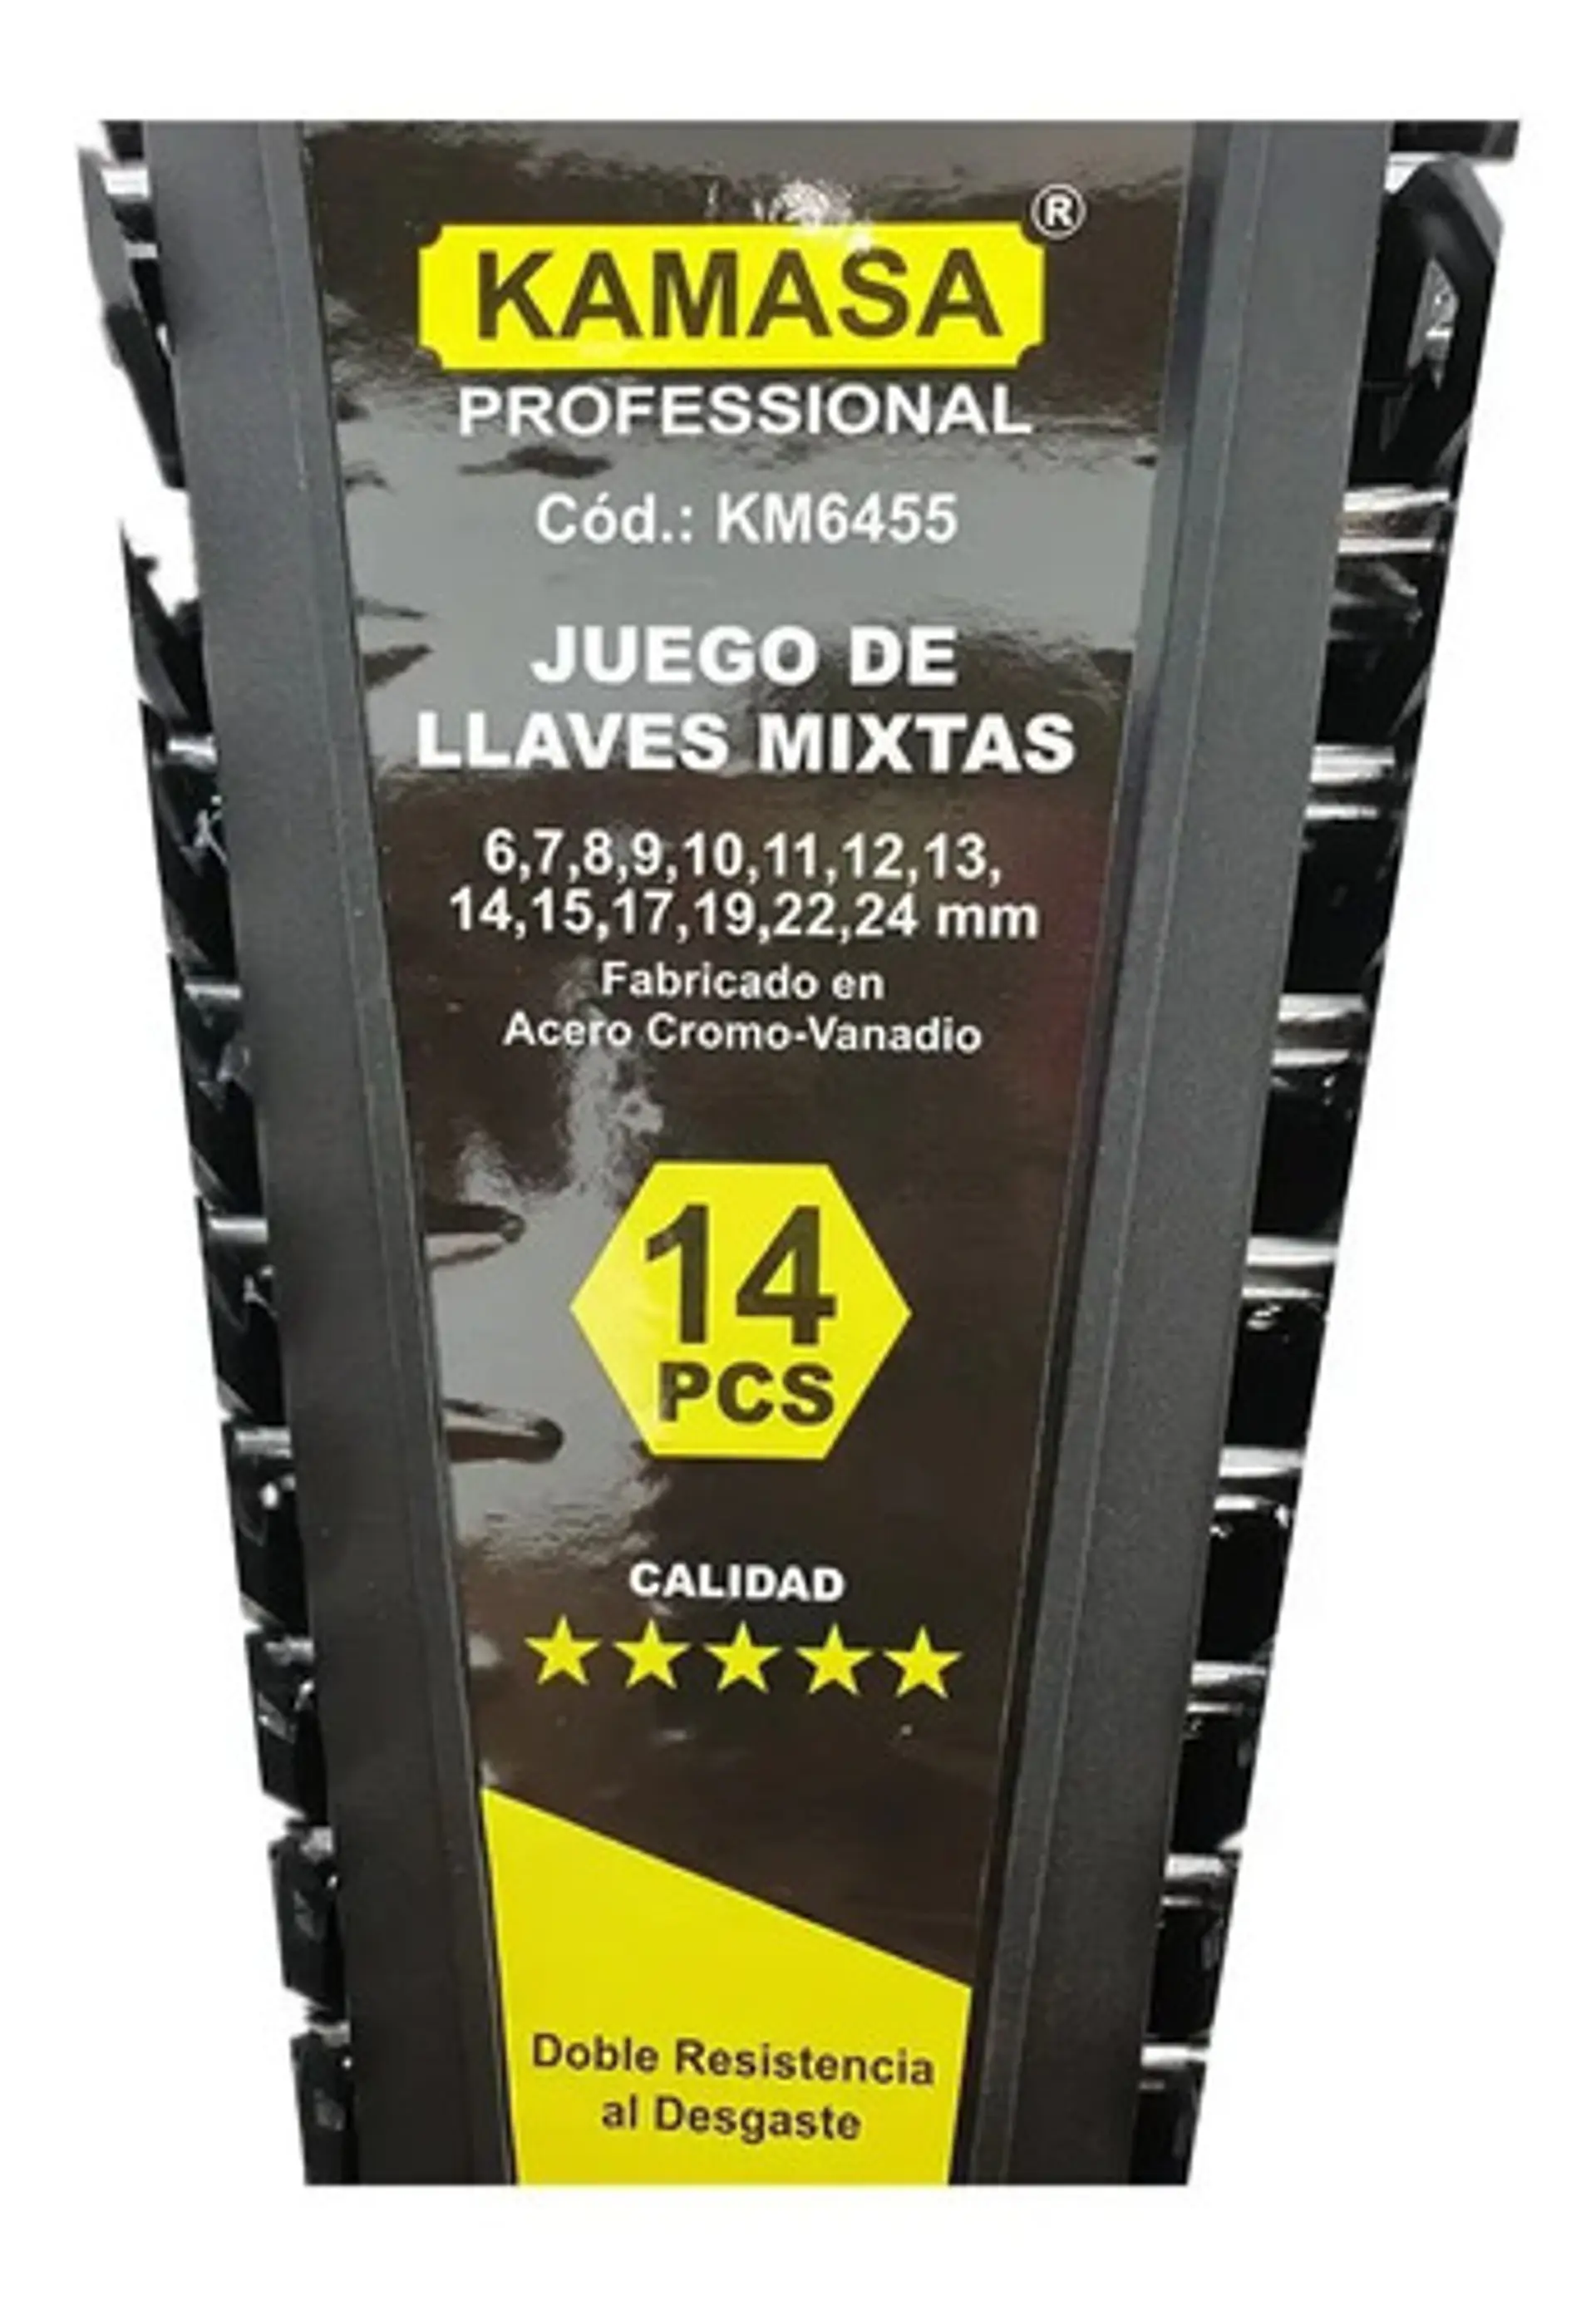 KAMASA ®
PROFESSIONAL
Cód.: KM6455
JUEGO DE
LLAVES MIXTAS
6,7,8,9,10,11,12,13,
14,15,17,19,22,24 mm
Fabricado en
Acero Cromo-Vanadio
14
PCS
CALIDAD
Doble Resistencia
al Desgaste